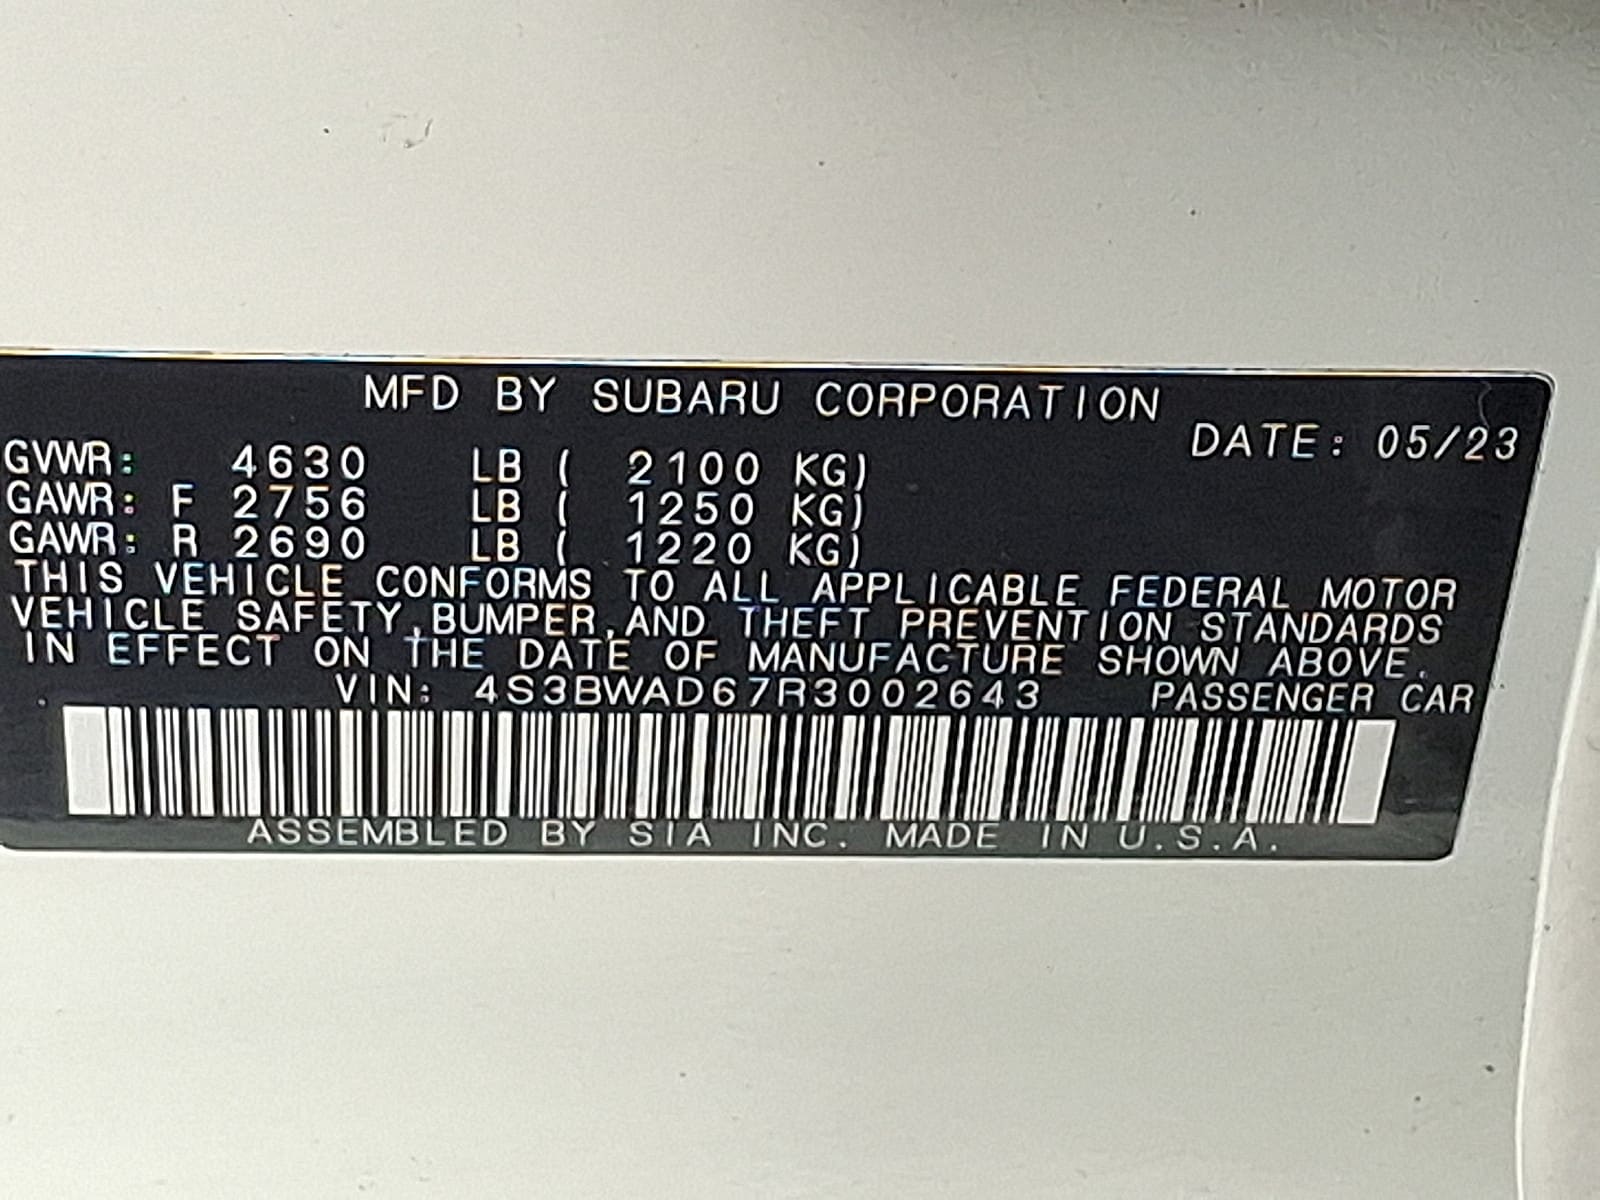 MFD BY SUBARU CORPORATION
DATE: 05/23
GVWR: 4630 LB ( 2100 KG)
GAWR: F 2756 LB ( 1250 KG)
GAWR: R 2690 LB ( 1220 KG)
THIS VEHICLE CONFORMS TO ALL APPLICABLE FEDERAL MOTOR
VEHICLE SAFETY,BUMPER,AND THEFT PREVENTION STANDARDS
IN EFFECT ON THE DATE OF MANUFACTURE SHOWN ABOVE.
VIN: 4S3BWAD67R3002643 PASSENGER CAR
ASSEMBLED BY SIA INC. MADE IN U.S.A.